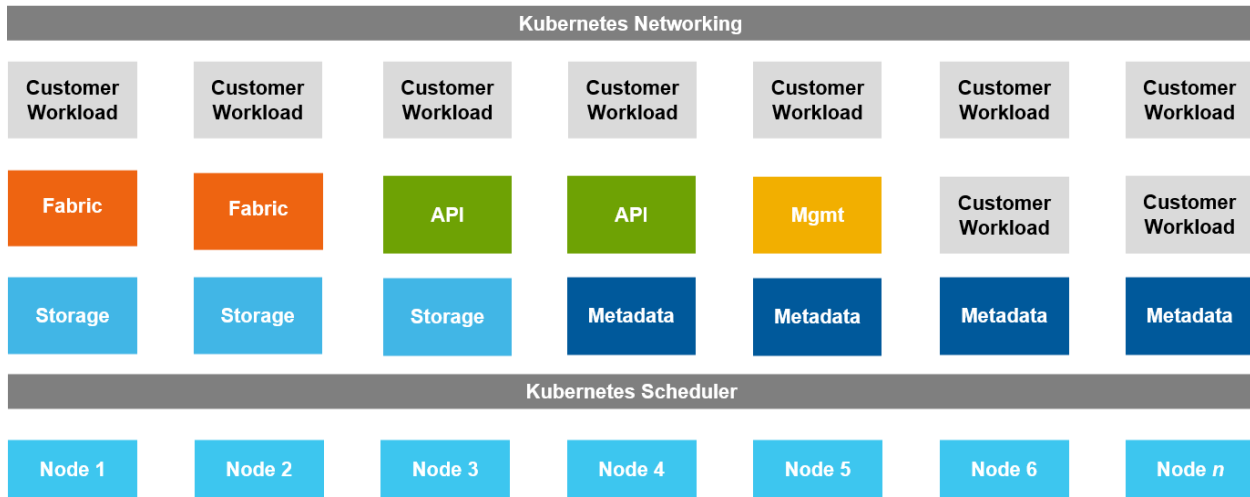 Kubernetes Networking
Customer
Workload
Customer
Workload
Customer
Workload
Customer
Workload
Customer
Workload
Customer
Workload
Customer
Workload
Fabric
Fabric
API
API
Mgmt
Customer
Workload
Customer
Workload
Storage
Storage
Storage
Metadata
Metadata
Metadata
Metadata
Kubernetes Scheduler
Node 1
Node 2
Node 3
Node 4
Node 5
Node 6
Node n